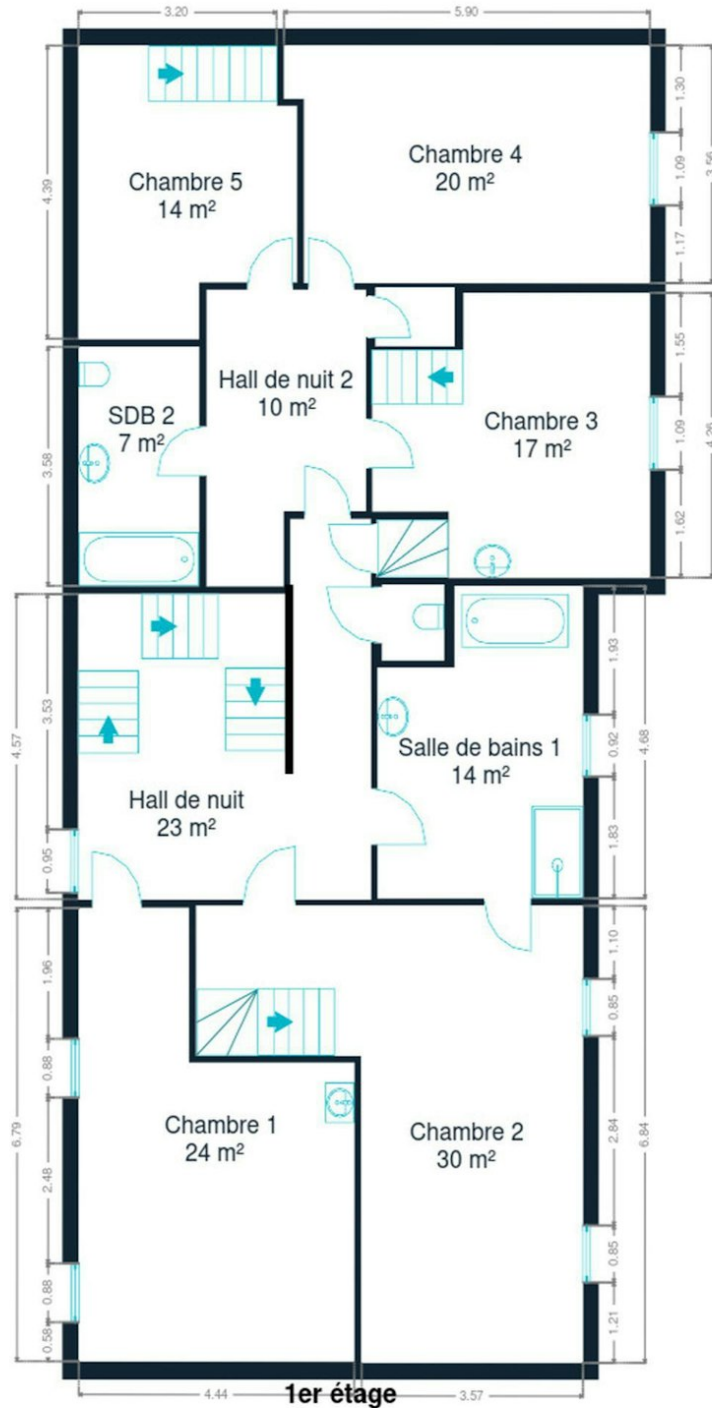 3.20
5.90
4.39
1.30
1.09
1.17
3.56
Chambre 5
14 m²
Chambre 4
20 m²
3.58
SDB 2
7 m²
Hall de nuit 2
10 m²
Chambre 3
17 m²
1.55
1.09
1.62
4.26
4.57
3.53
0.95
Hall de nuit
23 m²
Salle de bains 1
14 m²
1.93
0.92
1.83
4.68
6.79
1.96
0.88
2.48
0.88
0.58
Chambre 1
24 m²
Chambre 2
30 m²
1.10
0.85
2.84
0.85
1.21
6.84
4.44
1er étage
3.57